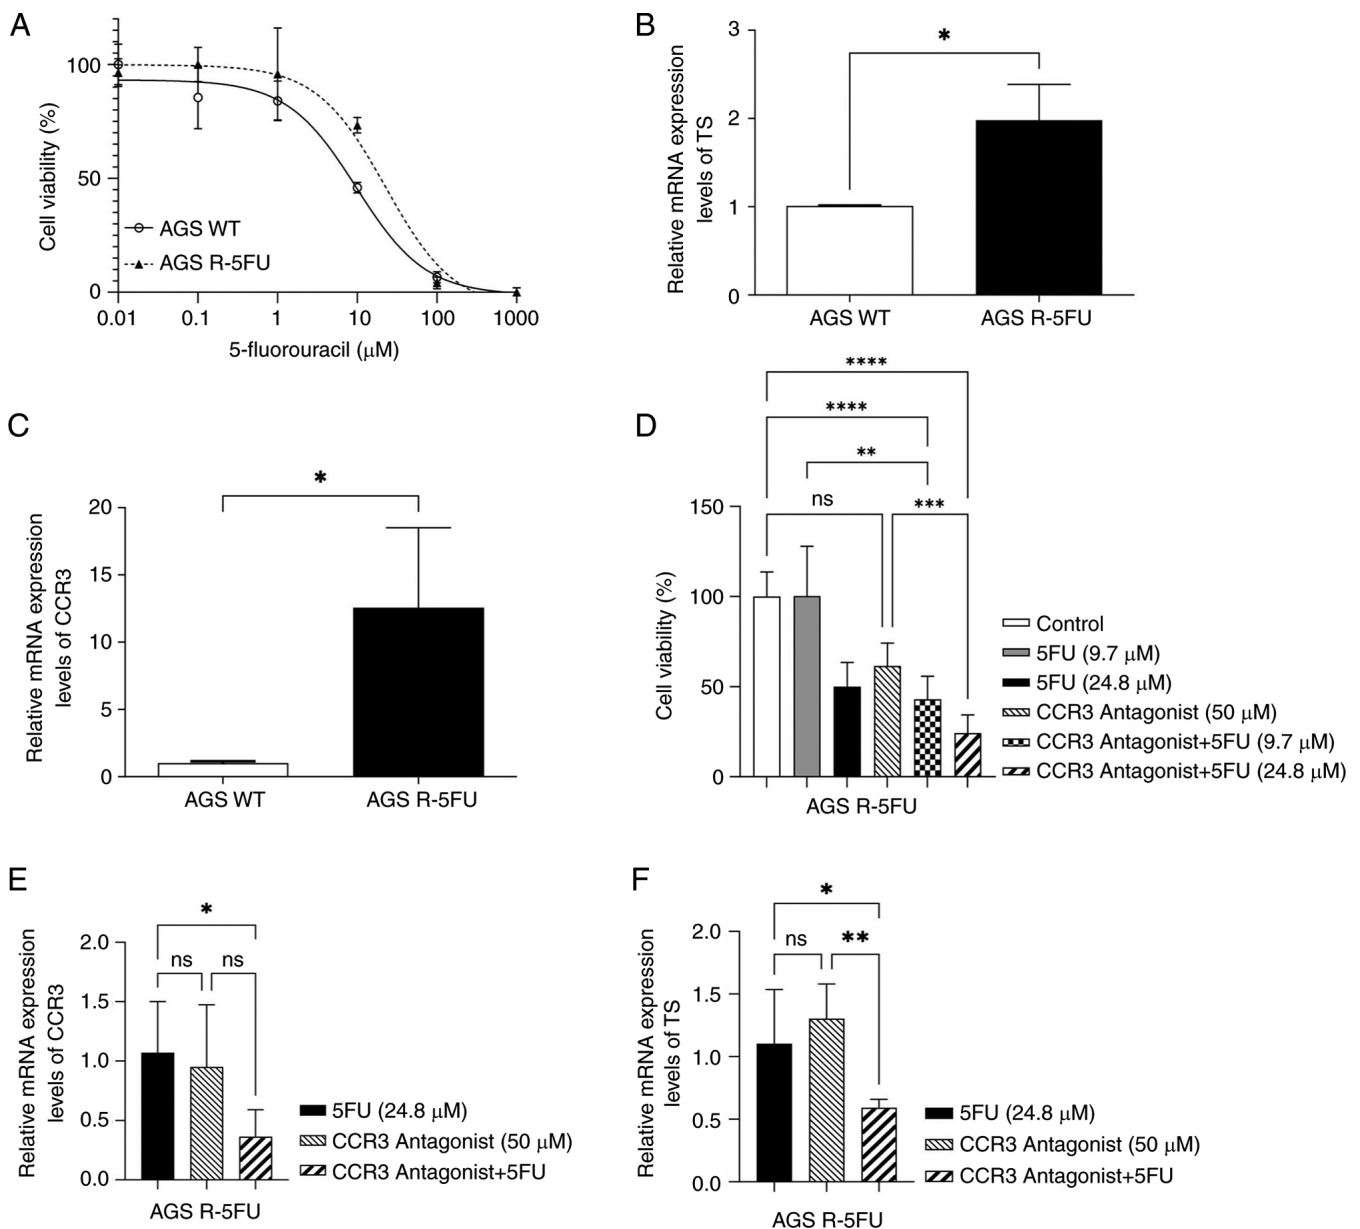 A
Cell viability (%)
100
50
0
AGS WT
AGS R-5FU
0.01 0.1 1 10 100 1000
5-fluorouracil (μM)
B
Relative mRNA expression
levels of TS
3
2
1
0
*
AGS WT AGS R-5FU
C
Relative mRNA expression
levels of CCR3
20
15
10
5
0
*
AGS WT AGS R-5FU
D
Cell viability (%)
150
100
50
0
****
****
**
ns ***
AGS R-5FU
Control
5FU (9.7 μM)
5FU (24.8 μM)
CCR3 Antagonist (50 μM)
CCR3 Antagonist+5FU (9.7 μM)
CCR3 Antagonist+5FU (24.8 μM)
E
Relative mRNA expression
levels of CCR3
2.0
1.5
1.0
0.5
0.0
*
ns ns
AGS R-5FU
5FU (24.8 μM)
CCR3 Antagonist (50 μM)
CCR3 Antagonist+5FU
F
Relative mRNA expression
levels of TS
2.0
1.5
1.0
0.5
0.0
*
ns **
AGS R-5FU
5FU (24.8 μM)
CCR3 Antagonist (50 μM)
CCR3 Antagonist+5FU